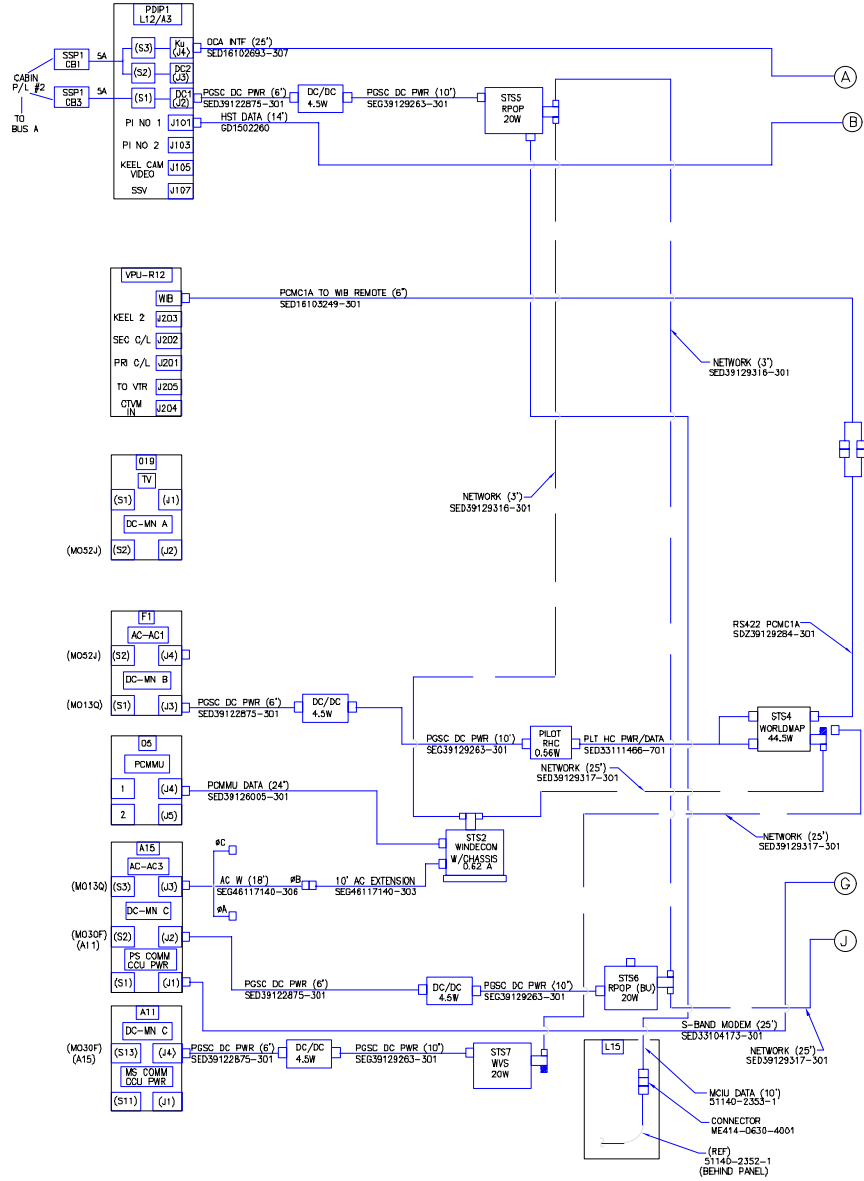 PDIP1
L12/A3
SSP1
CB1
5A
(S3)
Ku
(J4)
OCA INTF (25')
SED16102693-307
A
(S2)
DC2
(J3)
CABIN
P/L #2
SSP1
CB3
5A
(S1)
DC1
(J2)
PGSC DC PWR (6')
SED39122875-301
DC/DC
4.5W
PGSC DC PWR (10')
SEG39129263-301
STS5
RPOP
20W
TO
BUS A
PI NO 1
J101
HST DATA (14')
GD1502260
B
PI NO 2
J103
KEEL CAM
VIDEO
J105
SSV
J107
VPU-R12
WIB
PCMC1A TO WIB REMOTE (6')
SED16103249-301
KEEL 2
J203
SEC C/L
J202
PRI C/L
J201
TO VTR
J205
CTVM
IN
J204
NETWORK (3')
SED39129316-301
019
TV
(S1)
(J1)
DC-MN A
(MO52J)
(S2)
(J2)
NETWORK (3')
SED39129316-301
F1
AC-AC1
(MO52J)
(S2)
(J4)
DC-MN B
(MO13Q)
(S1)
(J3)
PGSC DC PWR (6')
SED39122875-301
DC/DC
4.5W
RS422 PCMC1A
SDZ39129284-301
PGSC DC PWR (10')
SEG39129263-301
PILOT
RHC
0.56W
PLT HC PWR/DATA
SED33111466-701
STS4
WORLDMAP
44.5W
NETWORK (25')
SED39129317-301
05
PCMMU
1
(J4)
PCMMU DATA (24")
SED39126005-301
2
(J5)
STS2
WINDECOM
W/CHASSIS
0.62 A
NETWORK (25')
SED39129317-301
A15
AC-AC3
øC
(MO13Q)
(S3)
(J3)
AC W (18')
SEG46117140-306
øB
10' AC EXTENSION
SEG46117140-303
G
DC-MN C
øA
(MO30F)
(A11)
(S2)
(J2)
J
PS COMM
CCU PWR
(S1)
(J1)
PGSC DC PWR (6')
SED39122875-301
DC/DC
4.5W
PGSC DC PWR (10')
SEG39129263-301
STS6
RPOP (BU)
20W
S-BAND MODEM (25')
SED33104173-301
NETWORK (25')
SED39129317-301
A11
DC-MN C
(MO30F)
(A15)
(S13)
(J4)
PGSC DC PWR (6')
SED39122875-301
DC/DC
4.5W
PGSC DC PWR (10')
SEG39129263-301
STS7
WVS
20W
L15
MS COMM
CCU PWR
(S11)
(J1)
MCIU DATA (10')
51140-2353-1
CONNECTOR
ME414-0630-4001
(REF)
5114D-2352-1
(BEHIND PANEL)